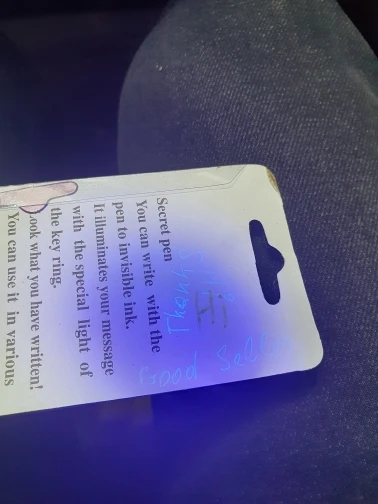 Secret pen
You can write with the
pen to invisible ink.
It illuminates your message
with the special light of
the key ring.
Look what you have written!
You can use it in various
Good